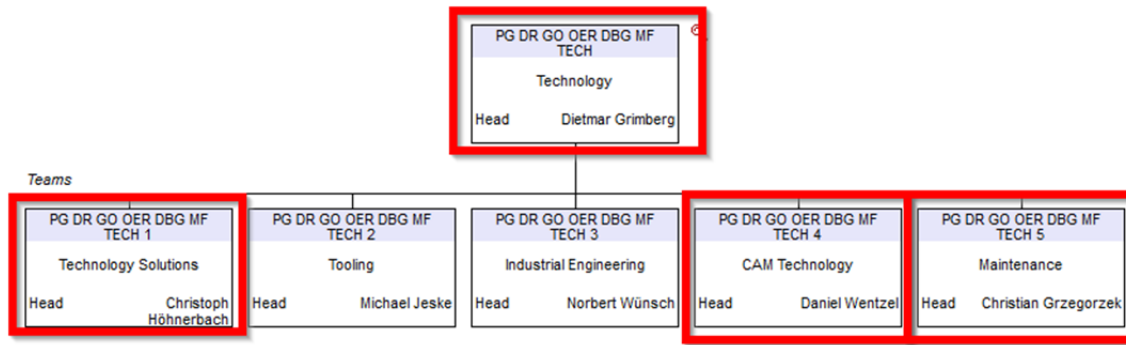 PG DR GO OER DBG MF
TECH
Technology
Head Dietmar Grimberg
Teams
PG DR GO OER DBG MF
TECH 1
Technology Solutions
Head Christoph
Höhnerbach
PG DR GO OER DBG MF
TECH 2
Tooling
Head Michael Jeske
PG DR GO OER DBG MF
TECH 3
Industrial Engineering
Head Norbert Wünsch
PG DR GO OER DBG MF
TECH 4
CAM Technology
Head Daniel Wentzel
PG DR GO OER DBG MF
TECH 5
Maintenance
Head Christian Grzegorzek